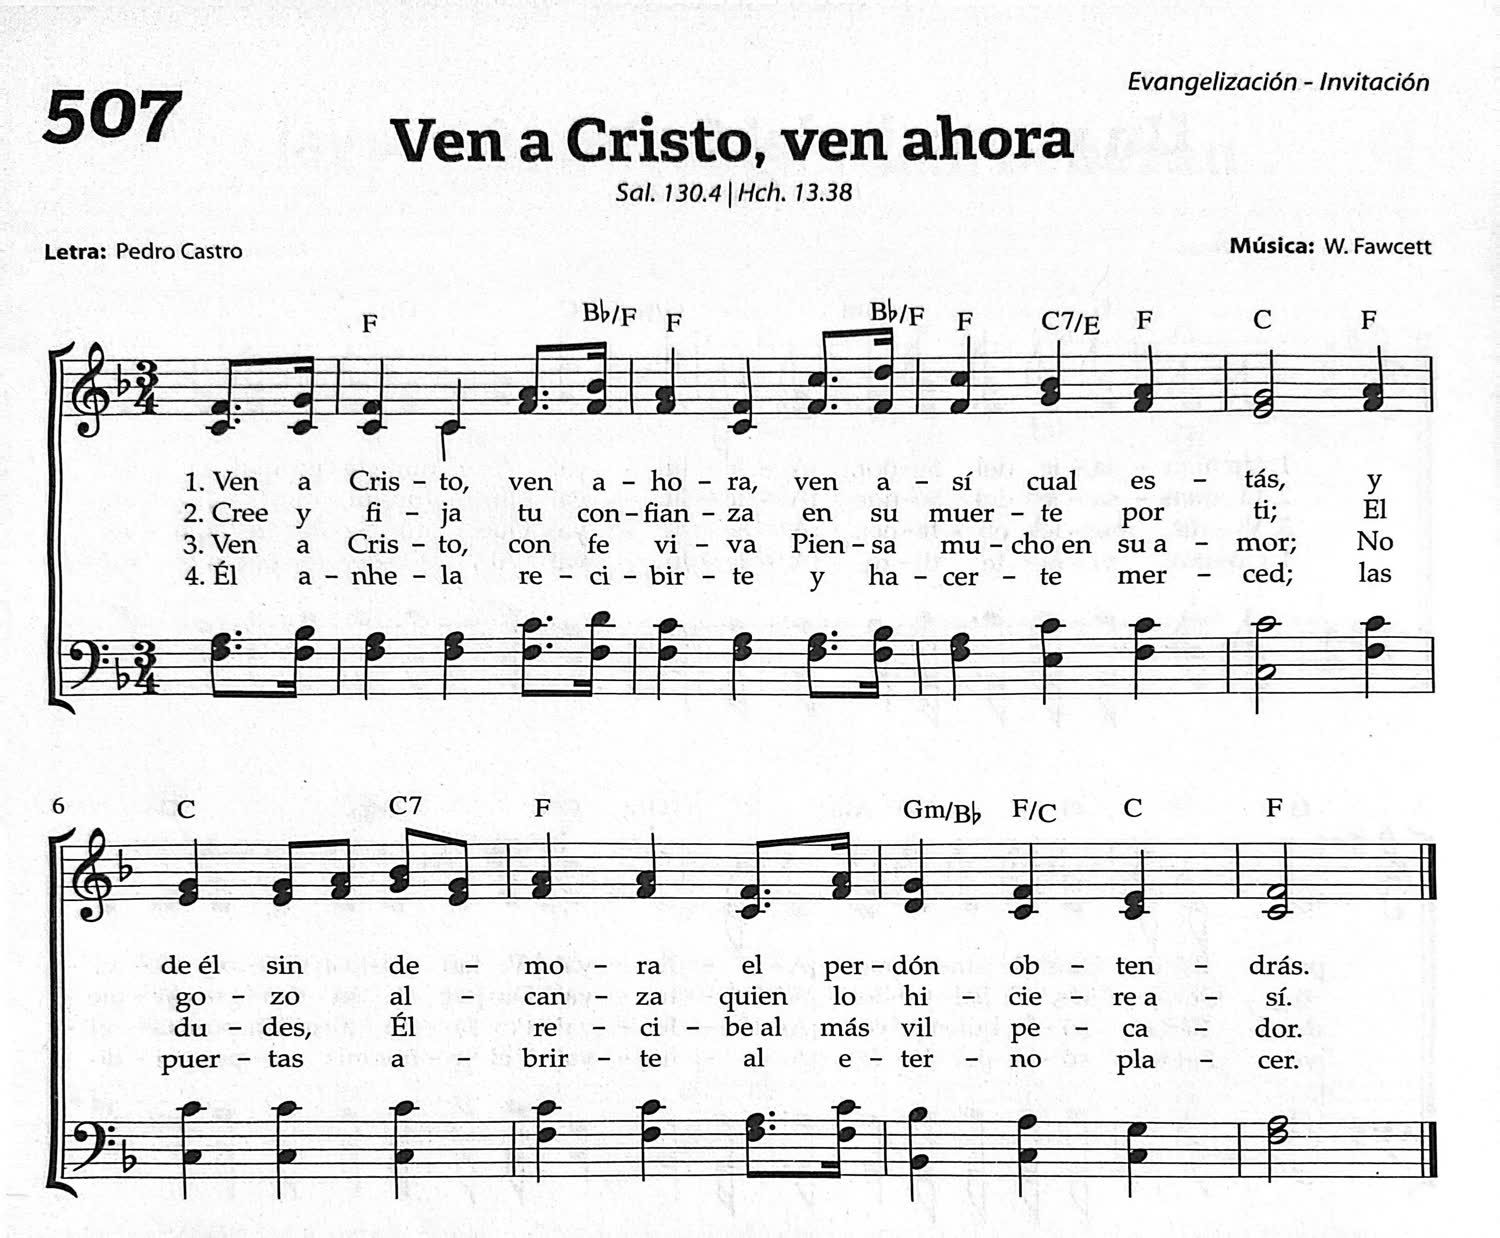 507
Evangelización - Invitación
Ven a Cristo, ven ahora
Sal. 130.4 | Hch. 13.38
Letra: Pedro Castro
Música: W. Fawcett
F B♭/F F B♭/F F C7/E F C F
3/4
1. Ven a Cris – to, ven a – ho – ra, ven a – sí cual es – tás, y
2. Cree y fi – ja tu con – fian – za en su muer – te por ti; El
3. Ven a Cris – to, con fe vi – va Pien – sa mu – cho en su a – mor; No
4. Él a – nhe – la re – ci – bir – te y ha – cer – te mer – ced; las
3/4
6 C C7 F Gm/B♭ F/C C F
de él sin de – mo – ra el per – dón ob – ten – drás.
go – zo al – can – za quien lo hi – cie – re a – sí.
du – des, Él re – ci – be al más vil pe – ca – dor.
puer – tas a – brir – te al e – ter – no pla – cer.